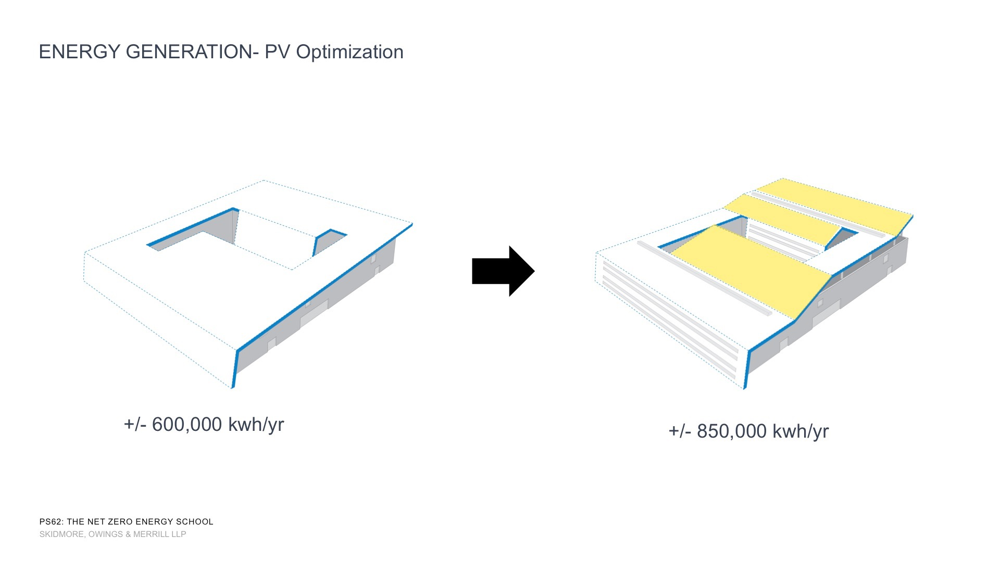 ENERGY GENERATION- PV Optimization
+/- 600,000 kwh/yr
+/- 850,000 kwh/yr
PS62: THE NET ZERO ENERGY SCHOOL
SKIDMORE, OWINGS & MERRILL LLP